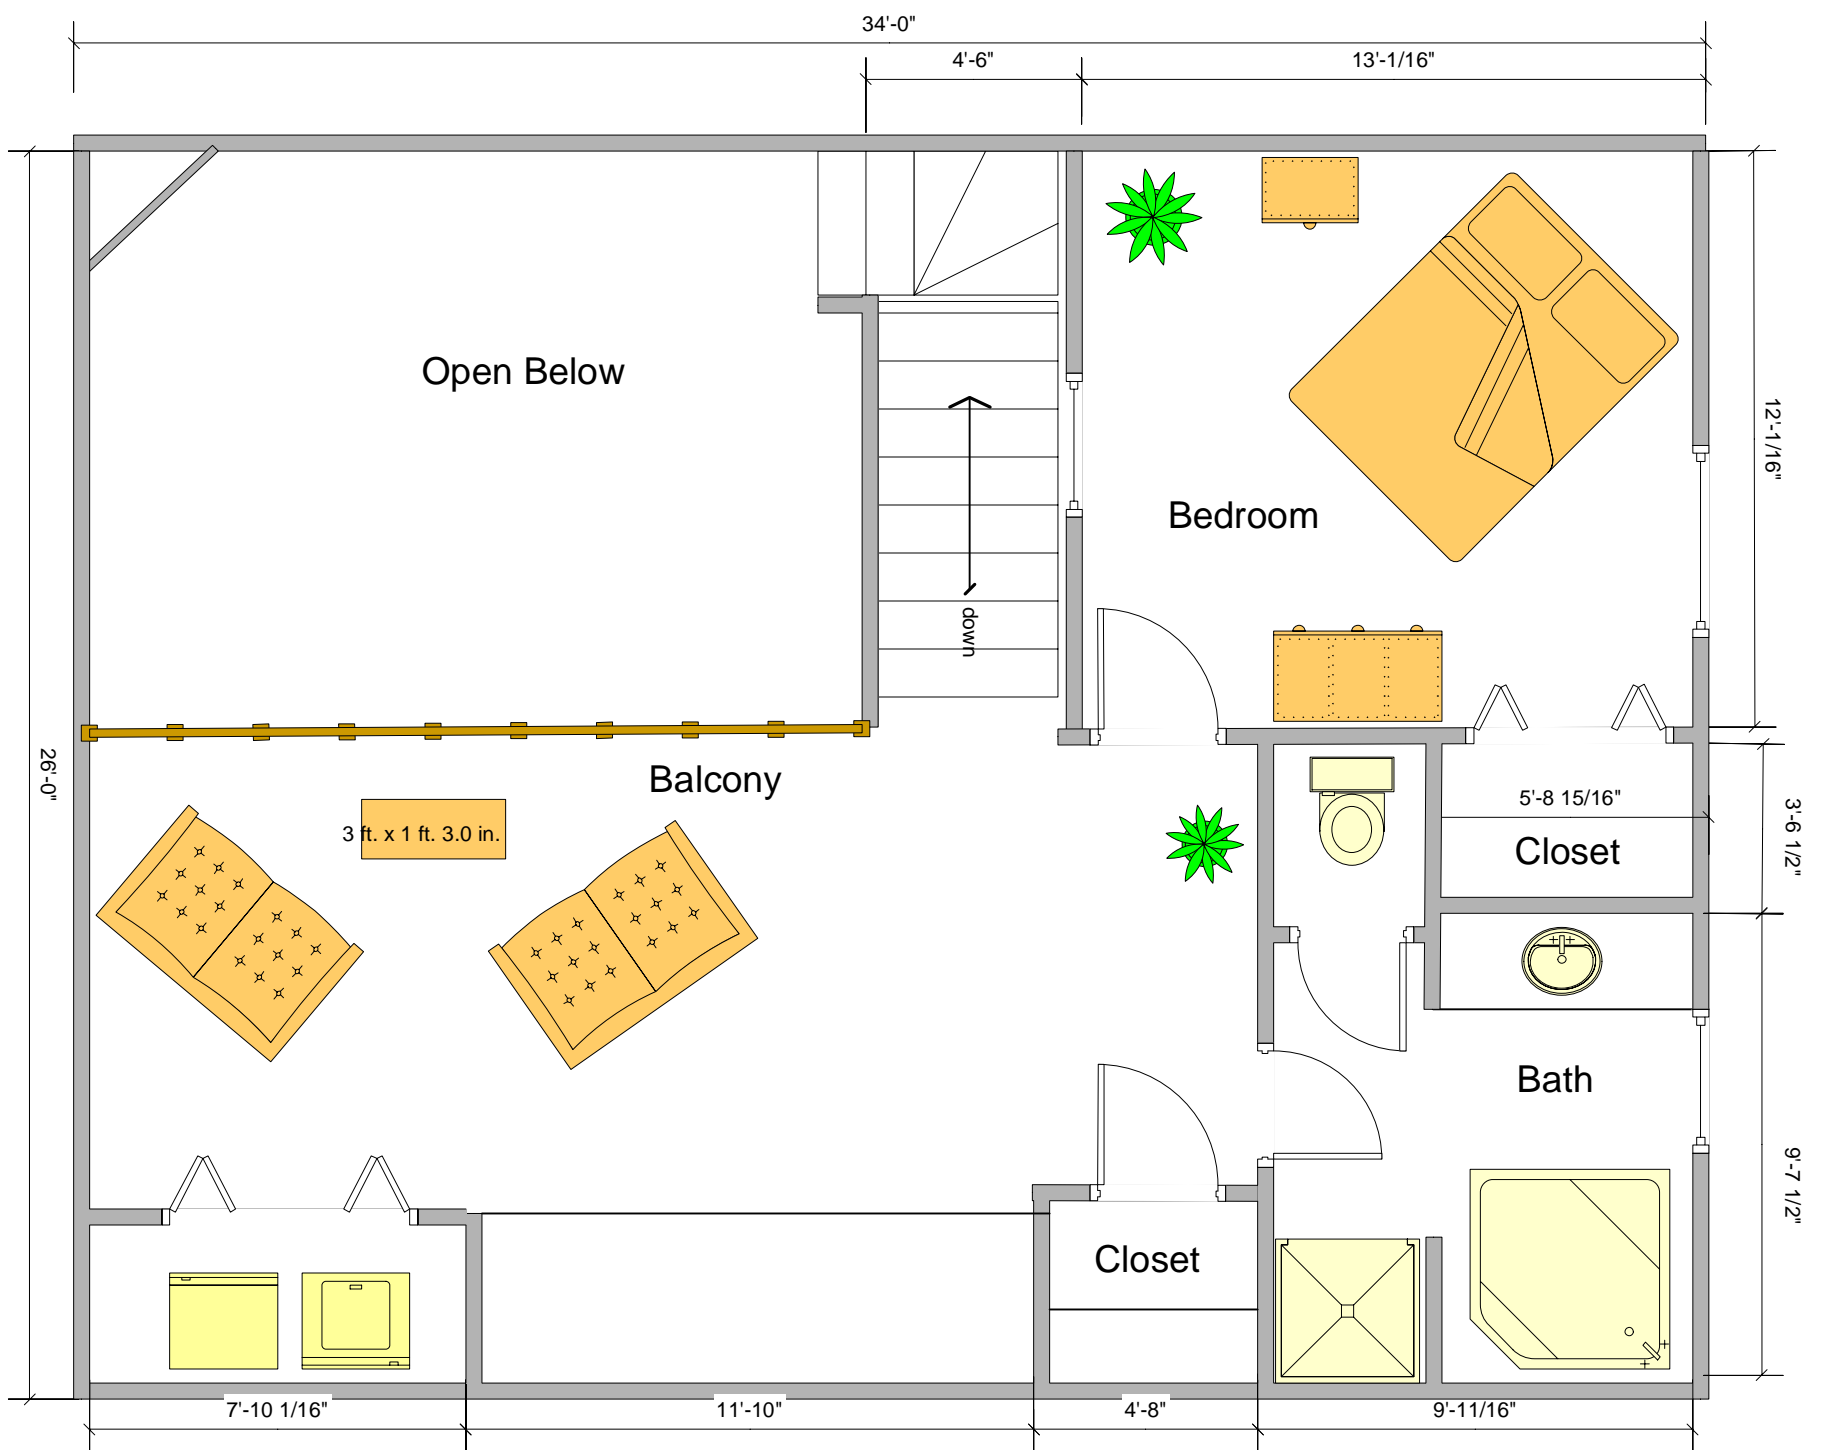 34'-0"
4'-6"
13'-1/16"
Open Below
12'-1/16"
Bedroom
down
26'-0"
Balcony
3 ft. x 1 ft. 3.0 in.
5'-8 15/16"
3'-6 1/2"
Closet
Bath
9'-7 1/2"
Closet
7'-10 1/16"
11'-10"
4'-8"
9'-11/16"